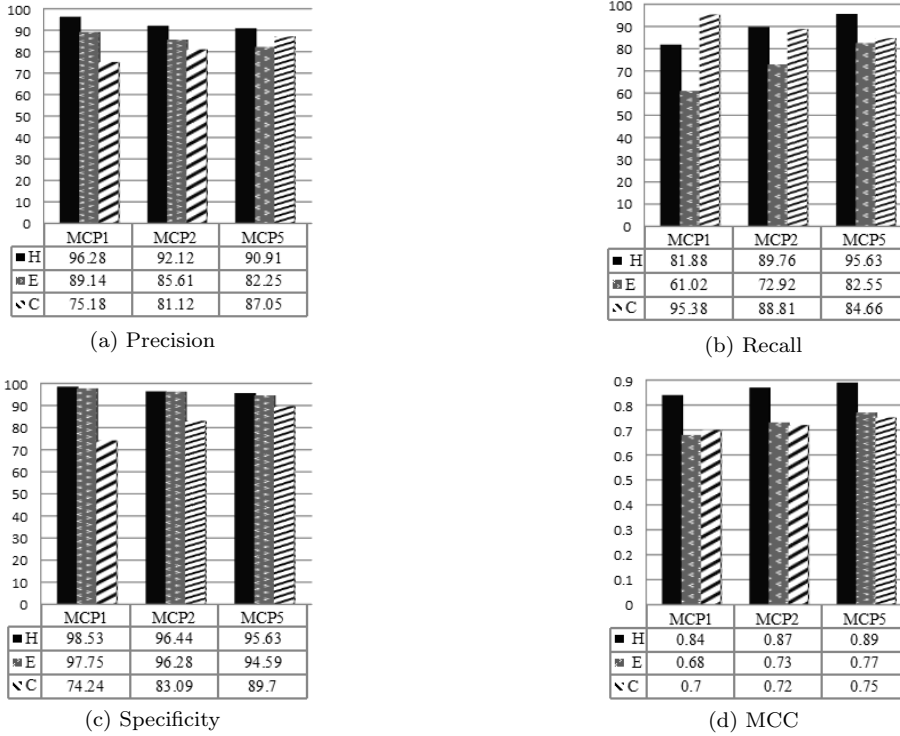 100
90
80
70
60
50
40
30
20
10
0
MCP1 MCP2 MCP5
H 96.28 92.12 90.91
E 89.14 85.61 82.25
C 75.18 81.12 87.05
(a) Precision
100
90
80
70
60
50
40
30
20
10
0
MCP1 MCP2 MCP5
H 81.88 89.76 95.63
E 61.02 72.92 82.55
C 95.38 88.81 84.66
(b) Recall
100
90
80
70
60
50
40
30
20
10
0
MCP1 MCP2 MCP5
H 98.53 96.44 95.63
E 97.75 96.28 94.59
C 74.24 83.09 89.7
(c) Specificity
0.9
0.8
0.7
0.6
0.5
0.4
0.3
0.2
0.1
0
MCP1 MCP2 MCP5
H 0.84 0.87 0.89
E 0.68 0.73 0.77
C 0.7 0.72 0.75
(d) MCC